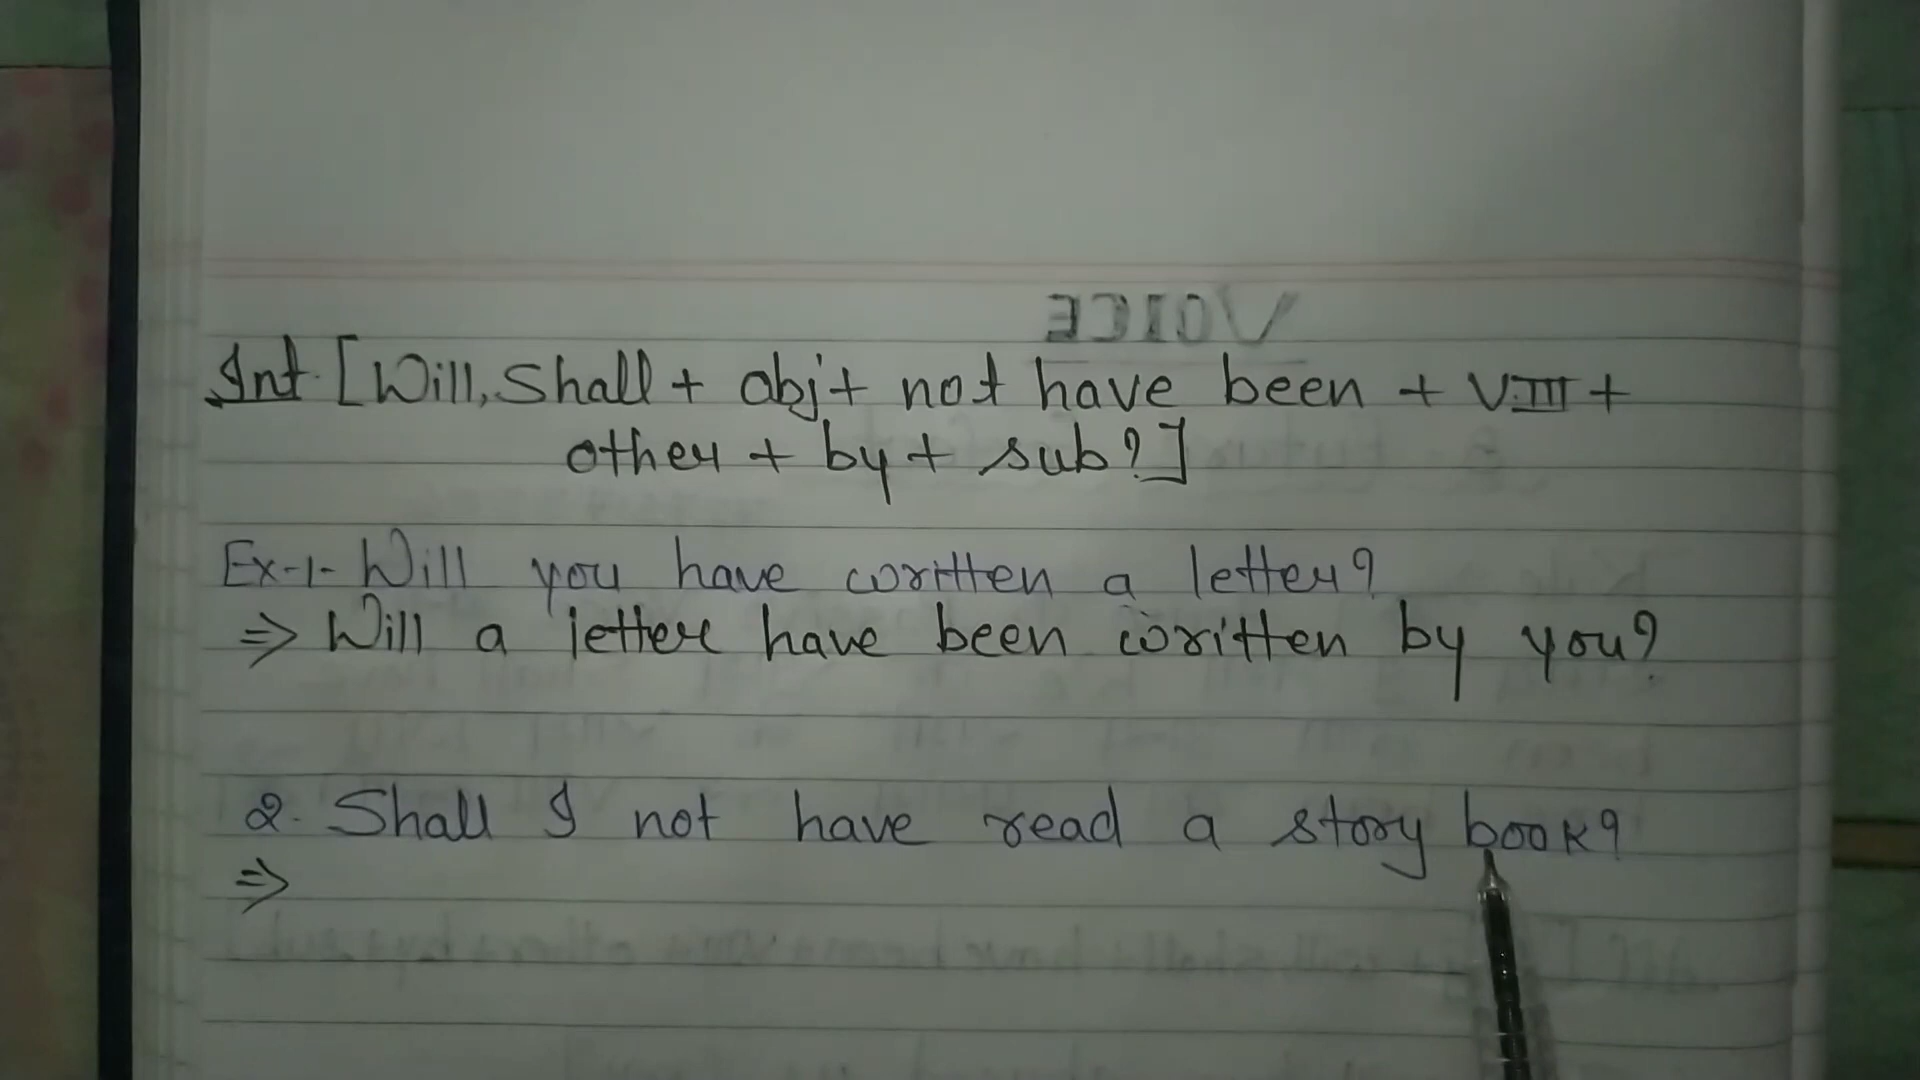 VOICE
Int. [Will, Shall + obj + not have been + V.III +
other + by + sub?]
Ex-1- Will you have written a letter?
⇒ Will a letter have been written by you?
2. Shall I not have read a story book?
⇒